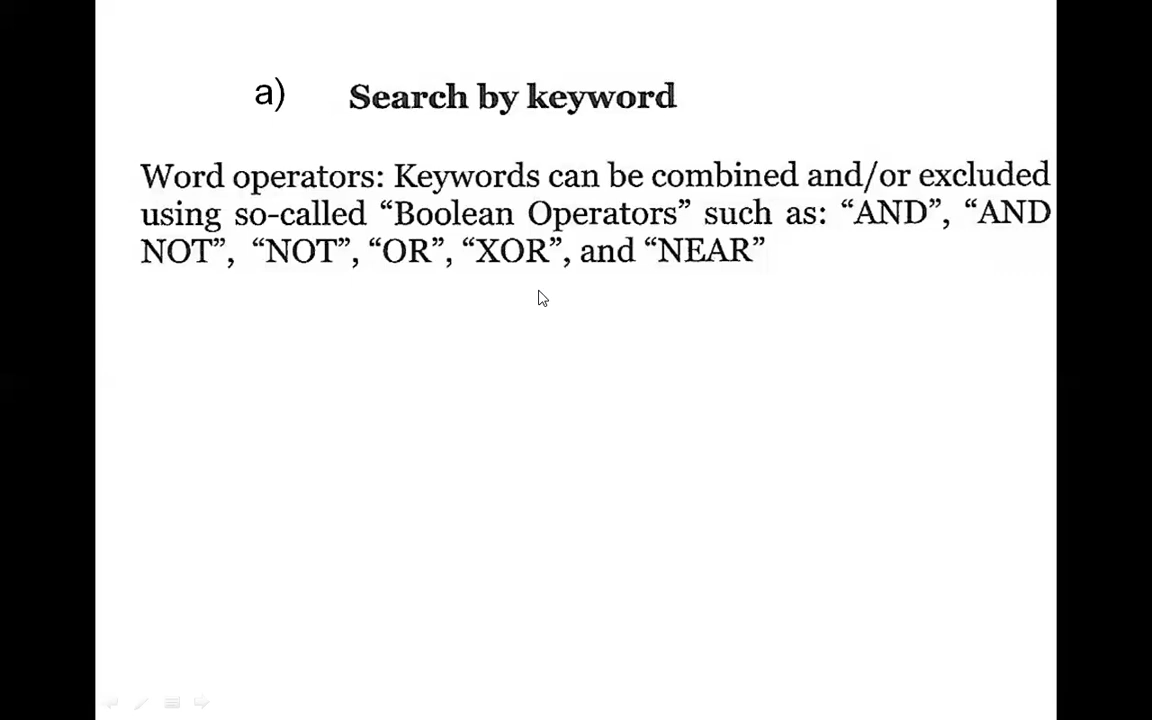 a) Search by keyword
Word operators: Keywords can be combined and/or excluded
using so-called “Boolean Operators” such as: “AND”, “AND
NOT”, “NOT”, “OR”, “XOR”, and “NEAR”